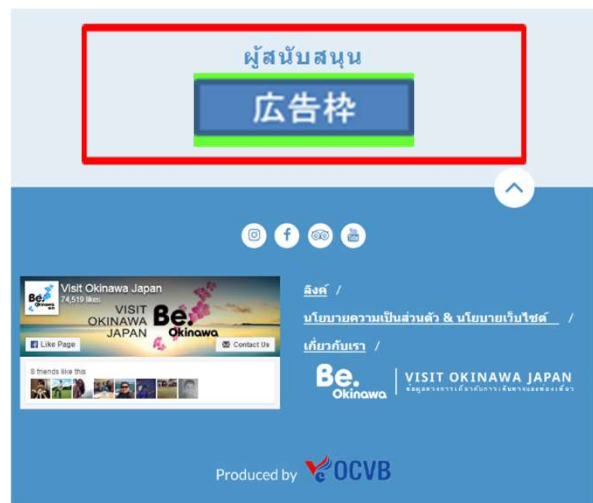 ผู้สนับสนุน
広告枠
Visit Okinawa Japan
74,519 likes
Be.
Okinawa
VISIT
OKINAWA
JAPAN
Be.
Okinawa
Like Page
Contact Us
8 friends like this
ลิงค์ /
นโยบายความเป็นส่วนตัว & นโยบายเว็บไซต์ /
เกี่ยวกับเรา /
Be.
Okinawa
VISIT OKINAWA JAPAN
Produced by OCVB